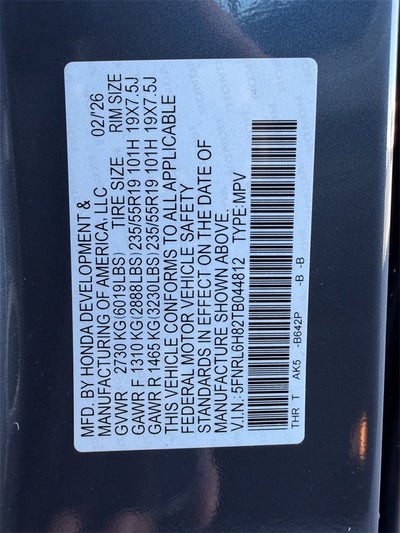 MFD. BY HONDA DEVELOPMENT &
MANUFACTURING OF AMERICA, LLC 02/'26
GVWR 2730 KG(6019LBS) TIRE SIZE RIM SIZE
GAWR F 1310 KG(2888LBS) 235/55R19 101H 19X7.5J
GAWR R 1465 KG(3230LBS) 235/55R19 101H 19X7.5J
THIS VEHICLE CONFORMS TO ALL APPLICABLE
FEDERAL MOTOR VEHICLE SAFETY
STANDARDS IN EFFECT ON THE DATE OF
MANUFACTURE SHOWN ABOVE.
V.I.N.: 5FNRL6H82TB044812 TYPE: MPV
THR T AK5 -B642P -B -B